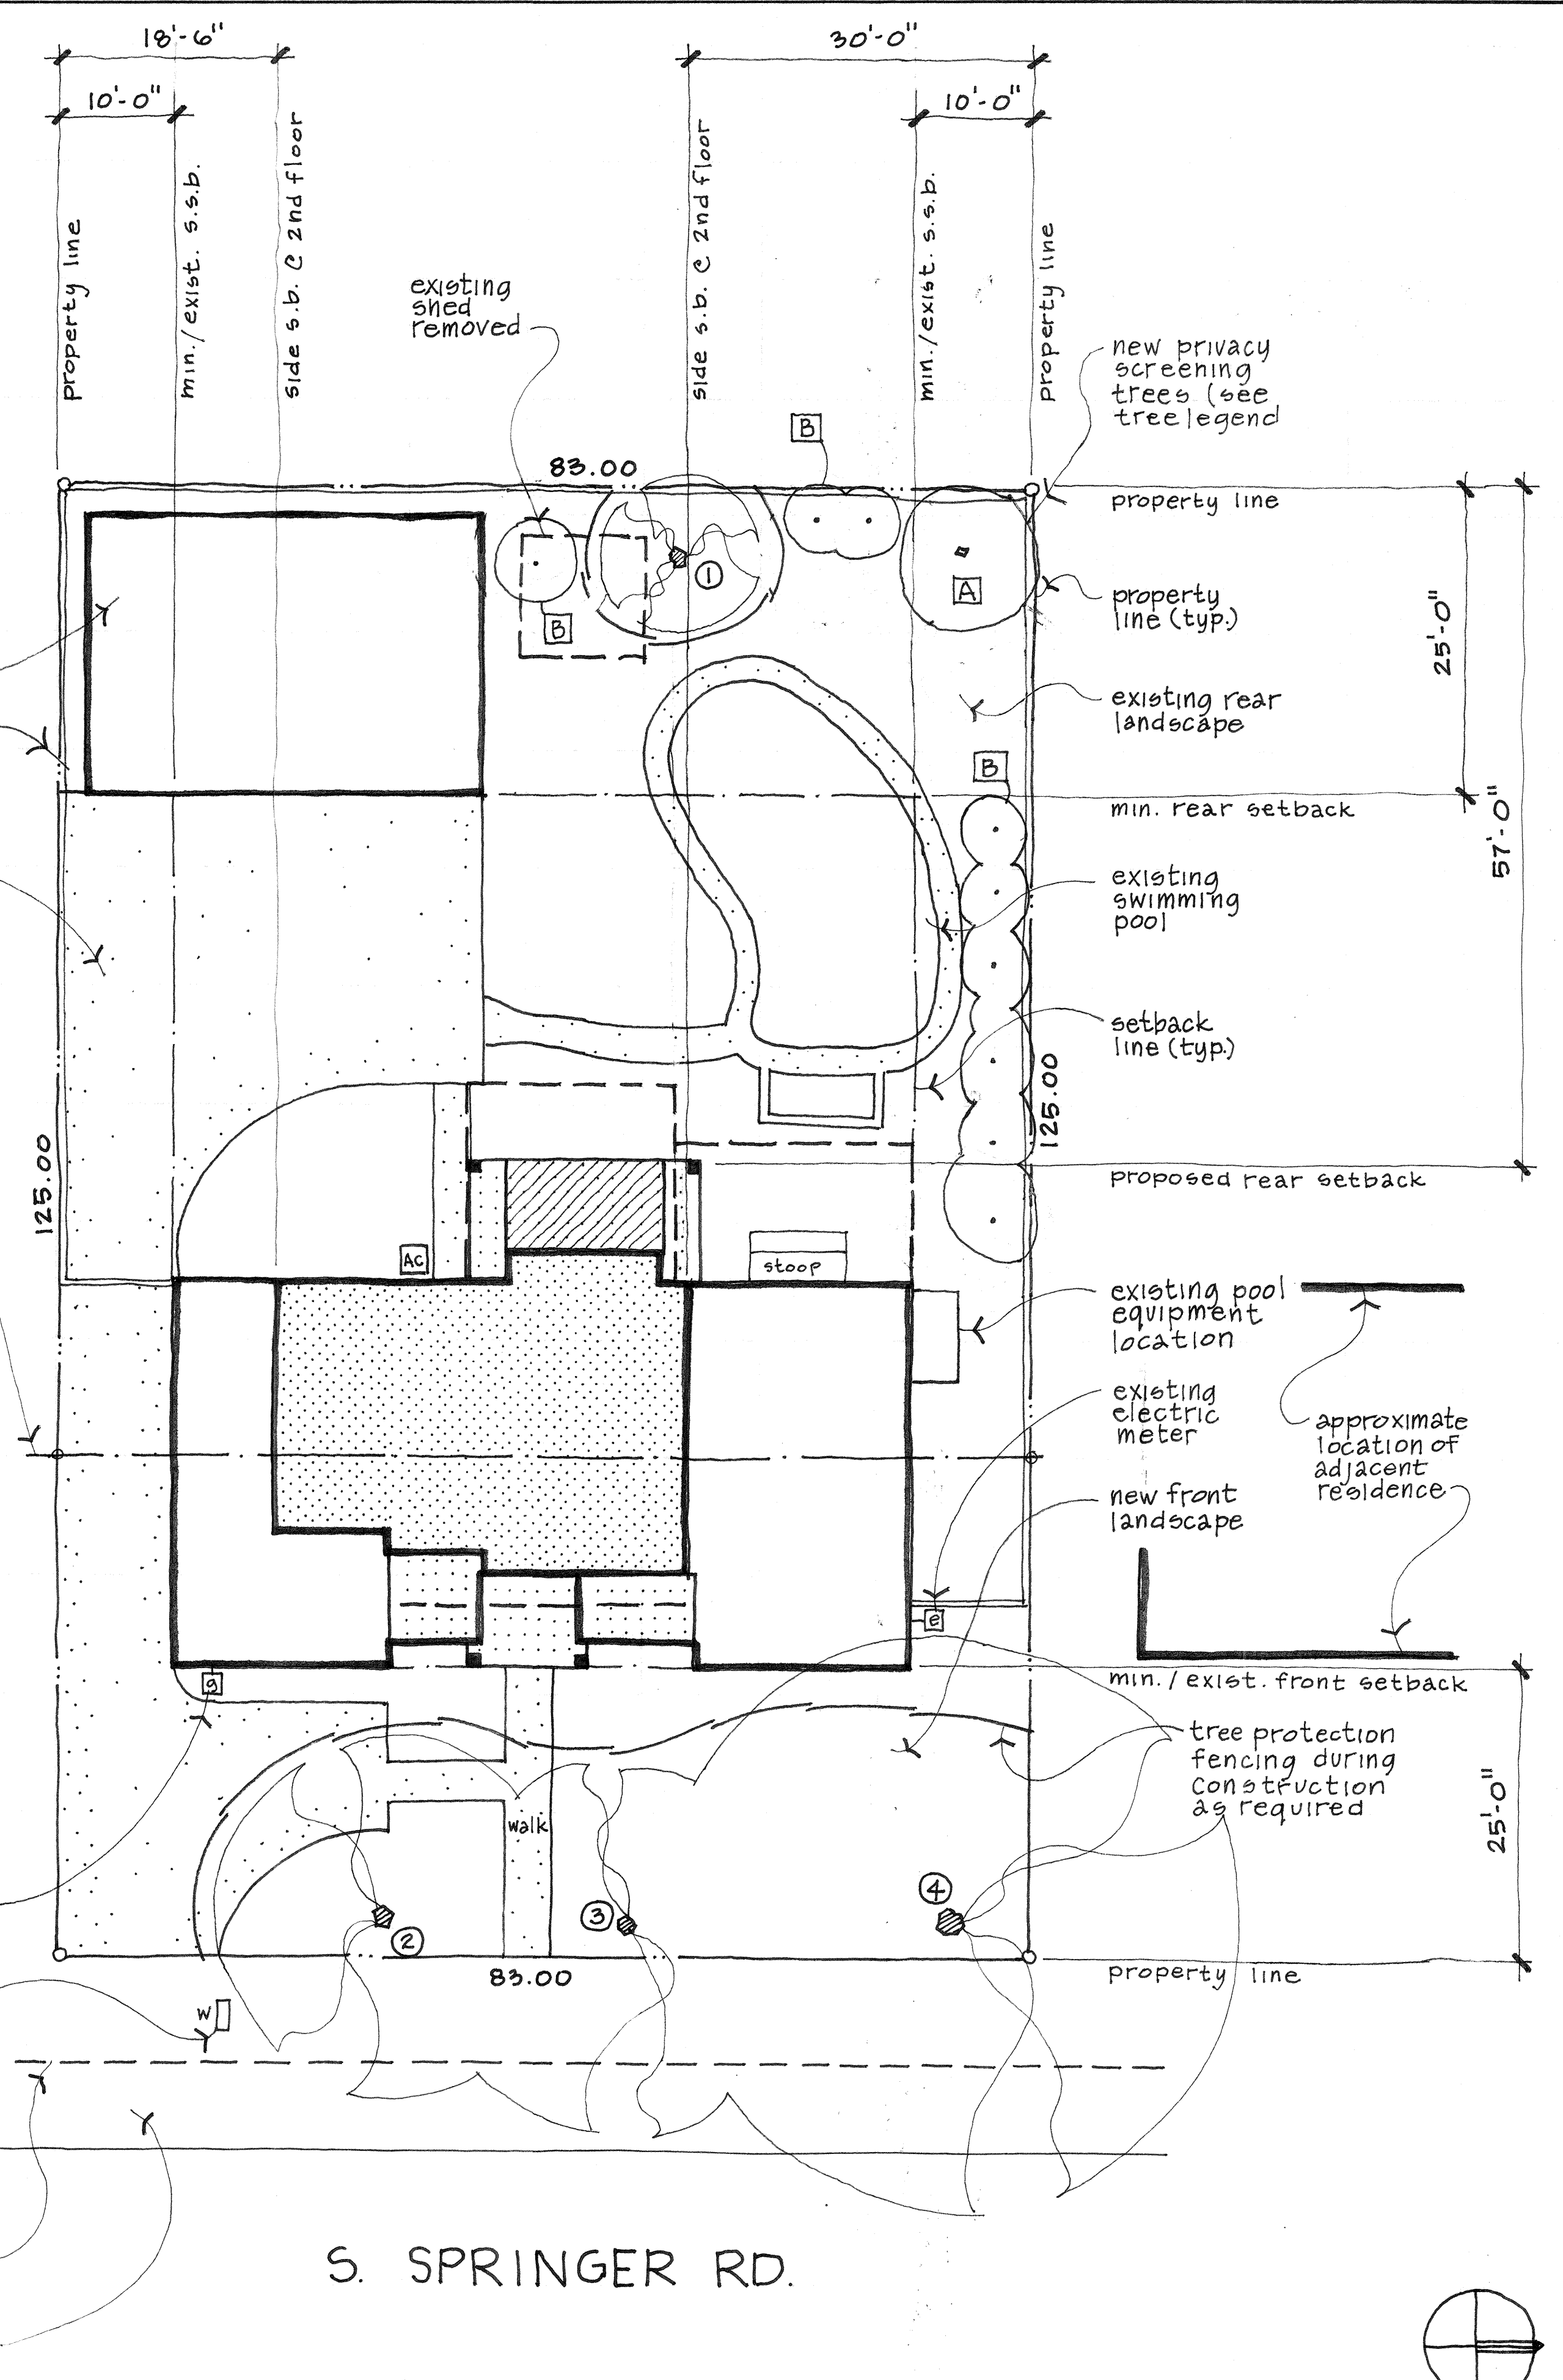 18'-6"
30'-0"
10'-0"
10'-0"
property line
min./exist. s.s.b.
side s.b. @ 2nd floor
side s.b. @ 2nd floor
min./exist. s.s.b.
property line
existing
shed
removed
new privacy
screening
trees (see
tree legend
B
83.00
property line
1
A
property
line (typ.)
B
25'-0"
existing rear
landscape
B
min. rear setback
57'-0"
existing
swimming
pool
setback
line (typ.)
125.00
125.00
proposed rear setback
AC
stoop
existing pool
equipment
location
existing
electric
meter
approximate
location of
adjacent
residence
new front
landscape
e
g
min./exist. front setback
tree protection
fencing during
construction
as required
25'-0"
walk
4
3
2
83.00
property line
W
S. SPRINGER RD.